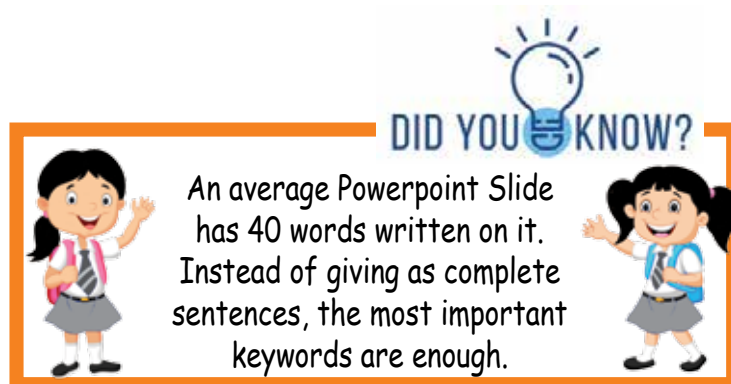 DID YOU KNOW?
An average Powerpoint Slide
has 40 words written on it.
Instead of giving as complete
sentences, the most important
keywords are enough.